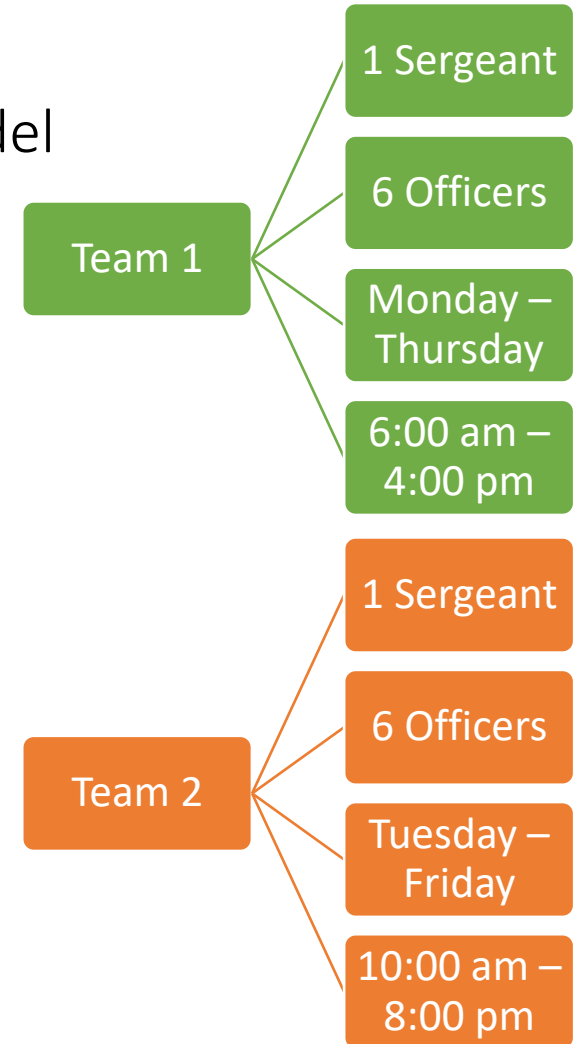 del
Team 1
1 Sergeant
6 Officers
Monday –
Thursday
6:00 am –
4:00 pm
Team 2
1 Sergeant
6 Officers
Tuesday –
Friday
10:00 am –
8:00 pm